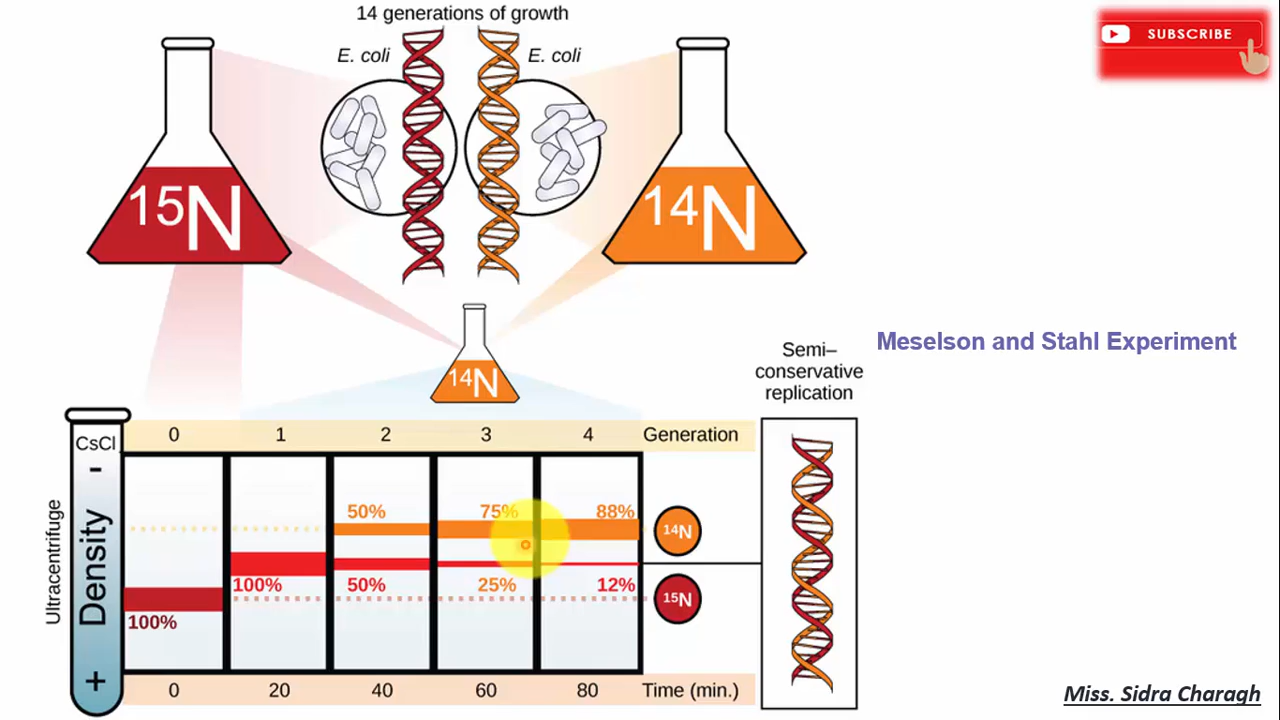 14 generations of growth
E. coli
E. coli
SUBSCRIBE
15N
14N
14N
Meselson and Stahl Experiment
Semi–
conservative
replication
0 1 2 3 4 Generation
CsCl
-
Ultracentrifuge
Density
+
50% 75% 88%
14N
100% 50% 25% 12%
15N
100%
0 20 40 60 80 Time (min.)
Miss. Sidra Charagh